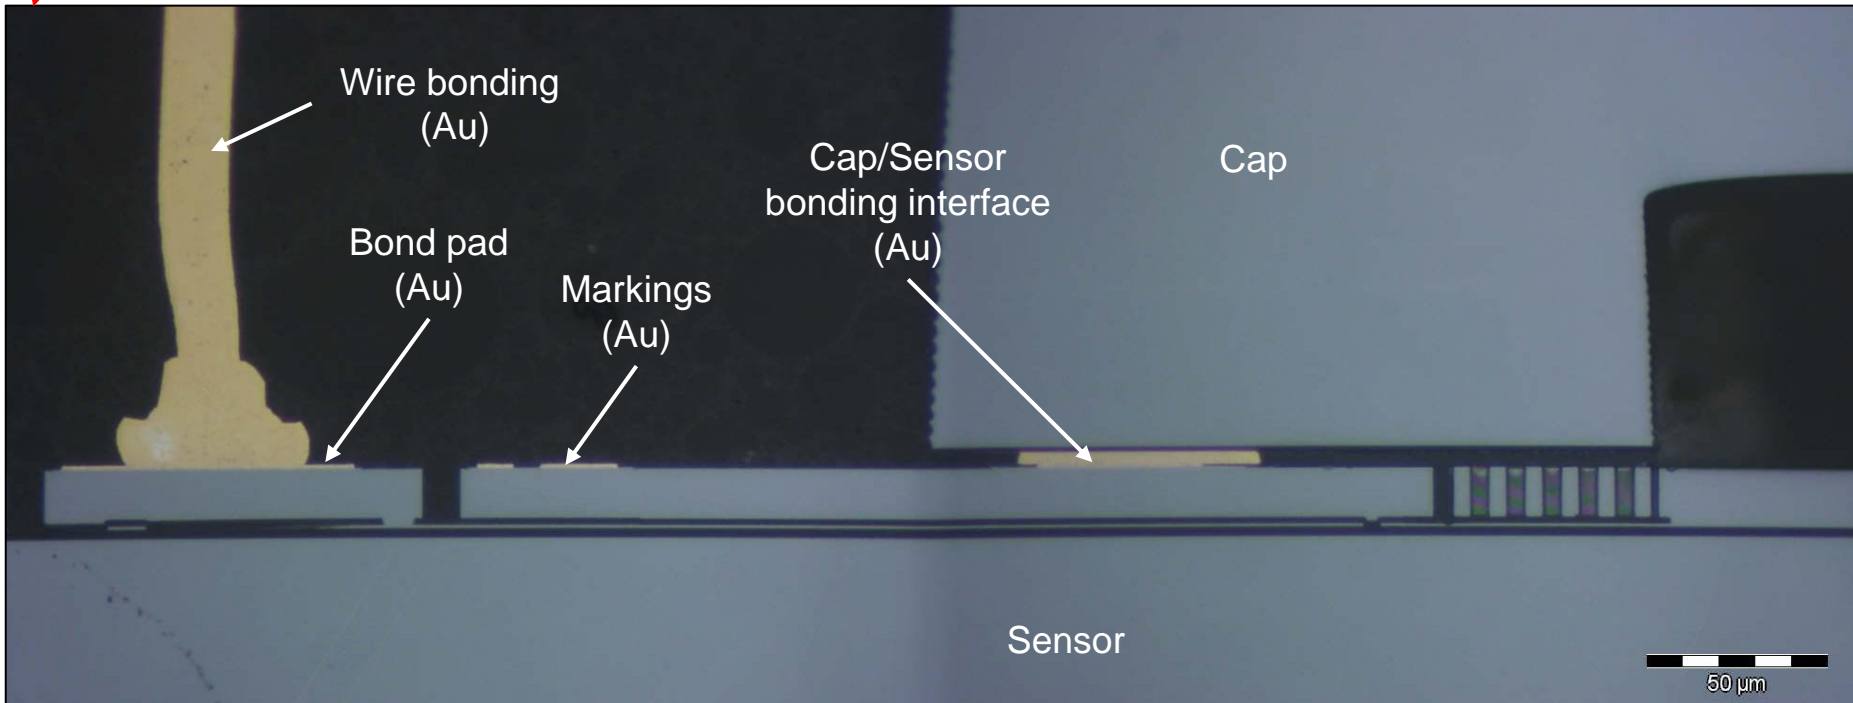 Wire bonding
(Au)
Cap/Sensor
bonding interface
(Au)
Cap
Bond pad
(Au)
Markings
(Au)
Sensor
50 µm